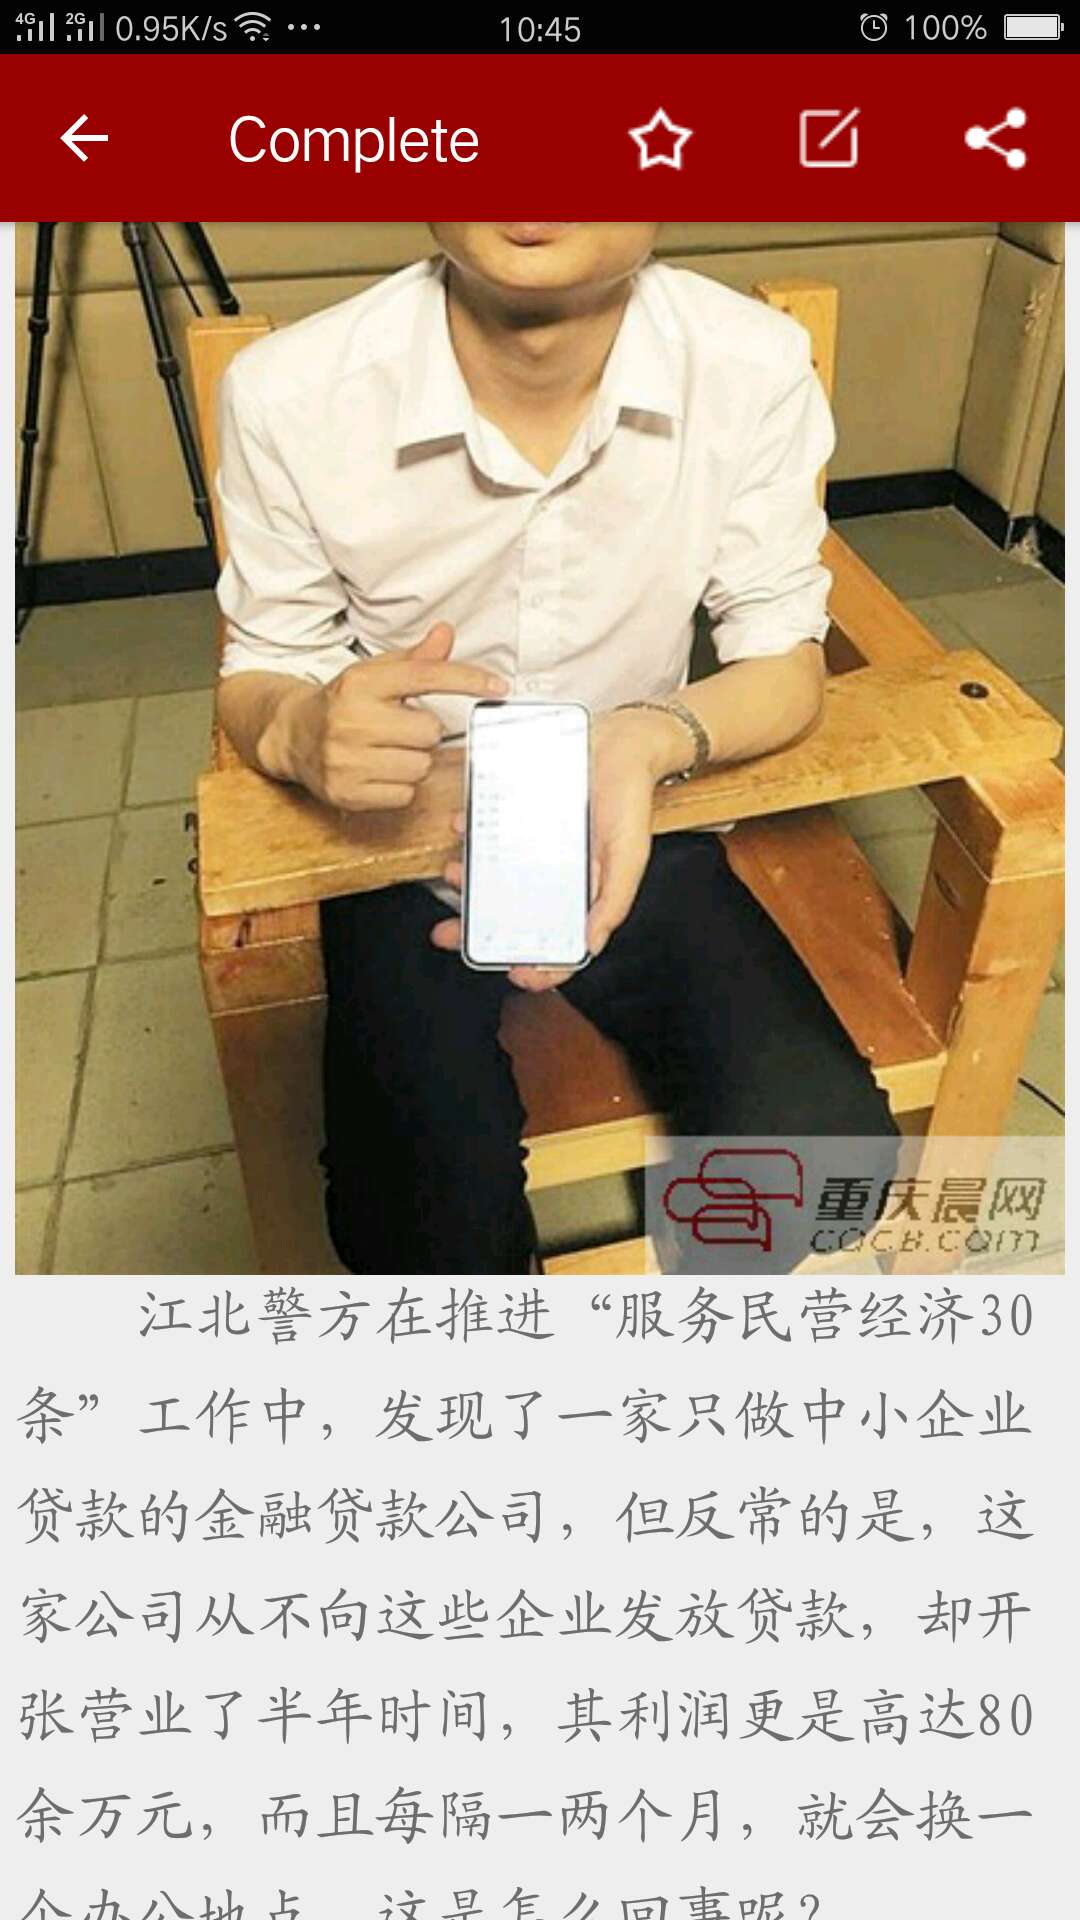 4G 2G 0.95K/s 10:45 100%
Complete
重庆晨网
CQCB.COM
江北警方在推进“服务民营经济30
条”工作中，发现了一家只做中小企业
贷款的金融贷款公司，但反常的是，这
家公司从不向这些企业发放贷款，却开
张营业了半年时间，其利润更是高达80
余万元，而且每隔一两个月，就会换一
个办公地点，这是怎么回事呢？